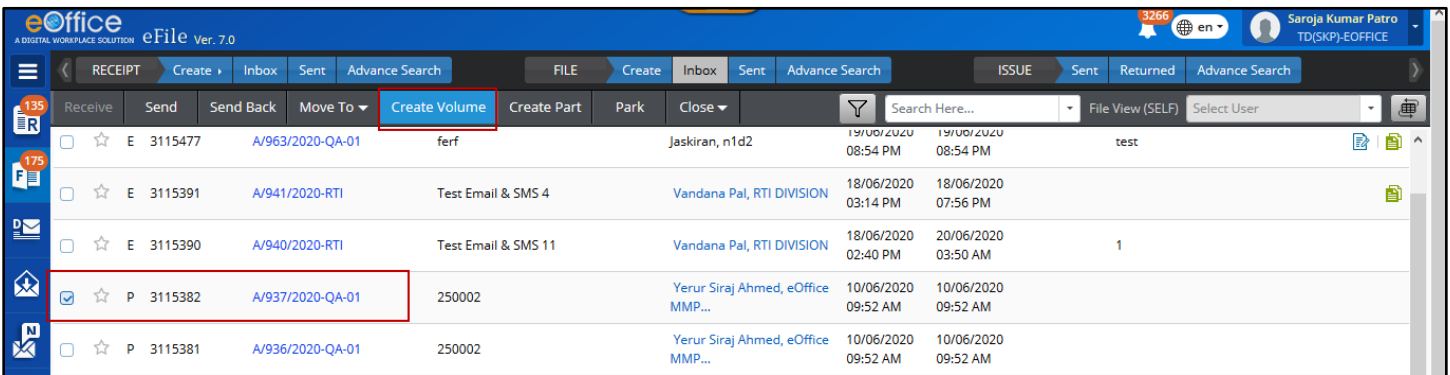 eOffice
A DIGITAL WORKPLACE SOLUTION eFile Ver. 7.0
3266 en Saroja Kumar Patro
TD(SKP)-EOFFICE
RECEIPT Create Inbox Sent Advance Search FILE Create Inbox Sent Advance Search ISSUE Sent Returned Advance Search
135 R Receive Send Send Back Move To Create Volume Create Part Park Close Search Here... File View (SELF) Select User
E 3115477 A/963/2020-QA-01 ferf Jaskiran, n1d2 19/06/2020 19/06/2020 test
08:54 PM 08:54 PM
175 F
E 3115391 A/941/2020-RTI Test Email & SMS 4 Vandana Pal, RTI DIVISION 18/06/2020 18/06/2020
03:14 PM 07:56 PM
D
E 3115390 A/940/2020-RTI Test Email & SMS 11 Vandana Pal, RTI DIVISION 18/06/2020 20/06/2020 1
02:40 PM 03:50 AM
P 3115382 A/937/2020-QA-01 250002 Yerur Siraj Ahmed, eOffice 10/06/2020 10/06/2020
MMP... 09:52 AM 09:52 AM
N
P 3115381 A/936/2020-QA-01 250002 Yerur Siraj Ahmed, eOffice 10/06/2020 10/06/2020
MMP... 09:52 AM 09:52 AM